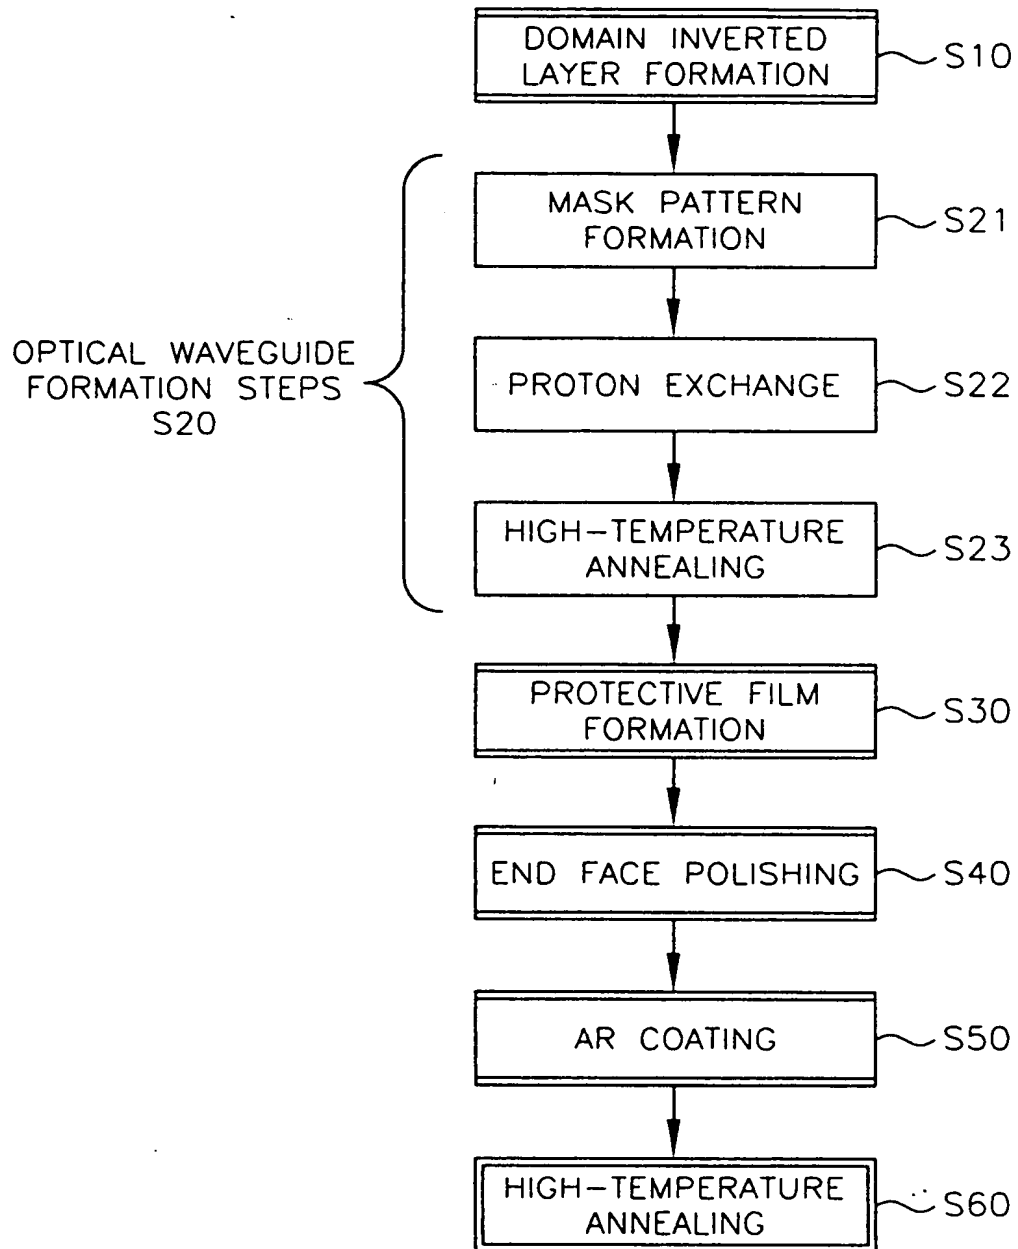 DOMAIN INVERTED
LAYER FORMATION
S10
MASK PATTERN
FORMATION
S21
OPTICAL WAVEGUIDE
FORMATION STEPS
S20
PROTON EXCHANGE
S22
HIGH-TEMPERATURE
ANNEALING
S23
PROTECTIVE FILM
FORMATION
S30
END FACE POLISHING
S40
AR COATING
S50
HIGH-TEMPERATURE
ANNEALING
S60